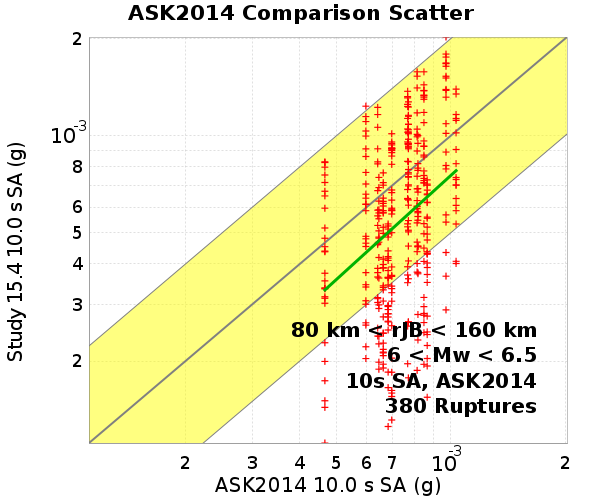 ASK2014 Comparison Scatter
2
10-3
8
6
5
4
3
2
Study 15.4 10.0 s SA (g)
80 km < rJB < 160 km
6 < Mw < 6.5
10s SA, ASK2014
380 Ruptures
2 3 4 5 6 7 10-3 2
ASK2014 10.0 s SA (g)